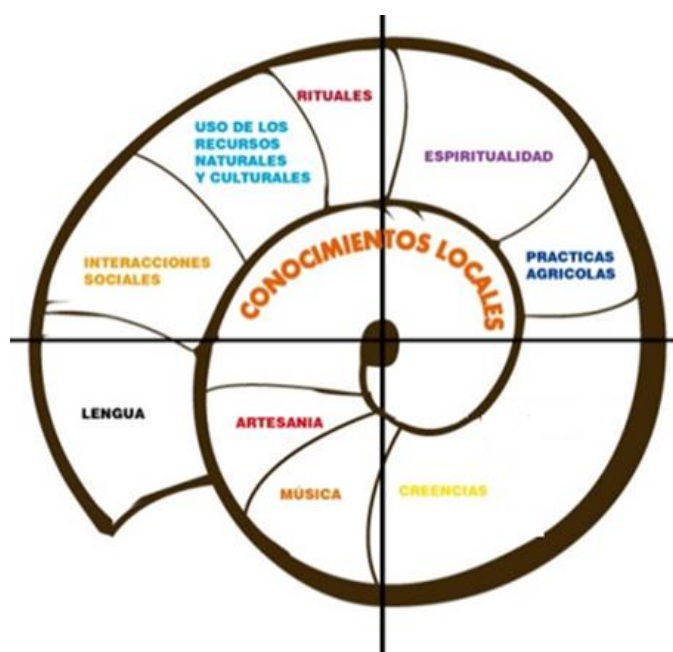 RITUALES
USO DE LOS
RECURSOS
NATURALES
Y CULTURALES
ESPIRITUALIDAD
INTERACCIONES
SOCIALES
CONOCIMIENTOS LOCALES
PRACTICAS
AGRICOLAS
LENGUA
ARTESANIA
MÚSICA
CREENCIAS